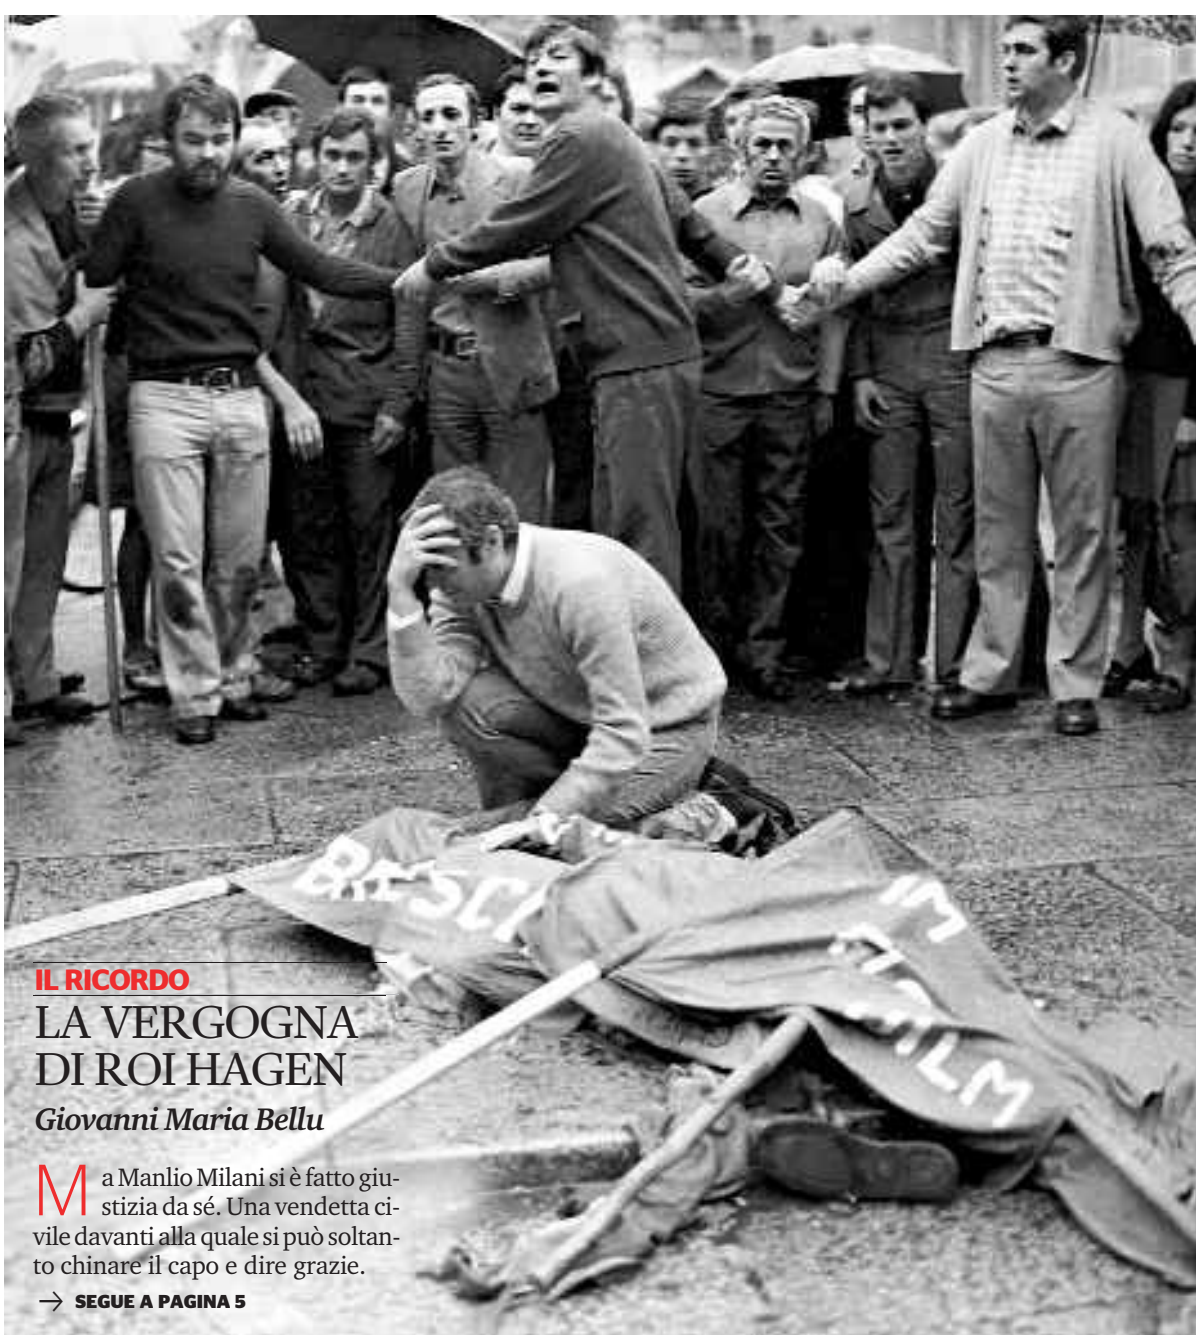 BRESCI
IM
IL RICORDO
LA VERGOGNA
DI ROI HAGEN
Giovanni Maria Bellu
Ma Manlio Milani si è fatto giu-
stizia da sé. Una vendetta ci-
vile davanti alla quale si può soltan-
to chinare il capo e dire grazie.
→ SEGUE A PAGINA 5